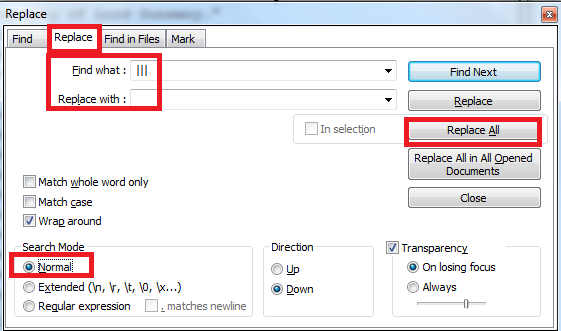 Replace
Find Replace Find in Files Mark
Find what : ||| Find Next
Replace with : Replace
In selection Replace All
Replace All in All Opened
Documents
Match whole word only
Match case Close
Wrap around
Search Mode Direction Transparency
Normal Up On losing focus
Extended (\n, \r, \t, \0, \x...) Down Always
Regular expression . matches newline